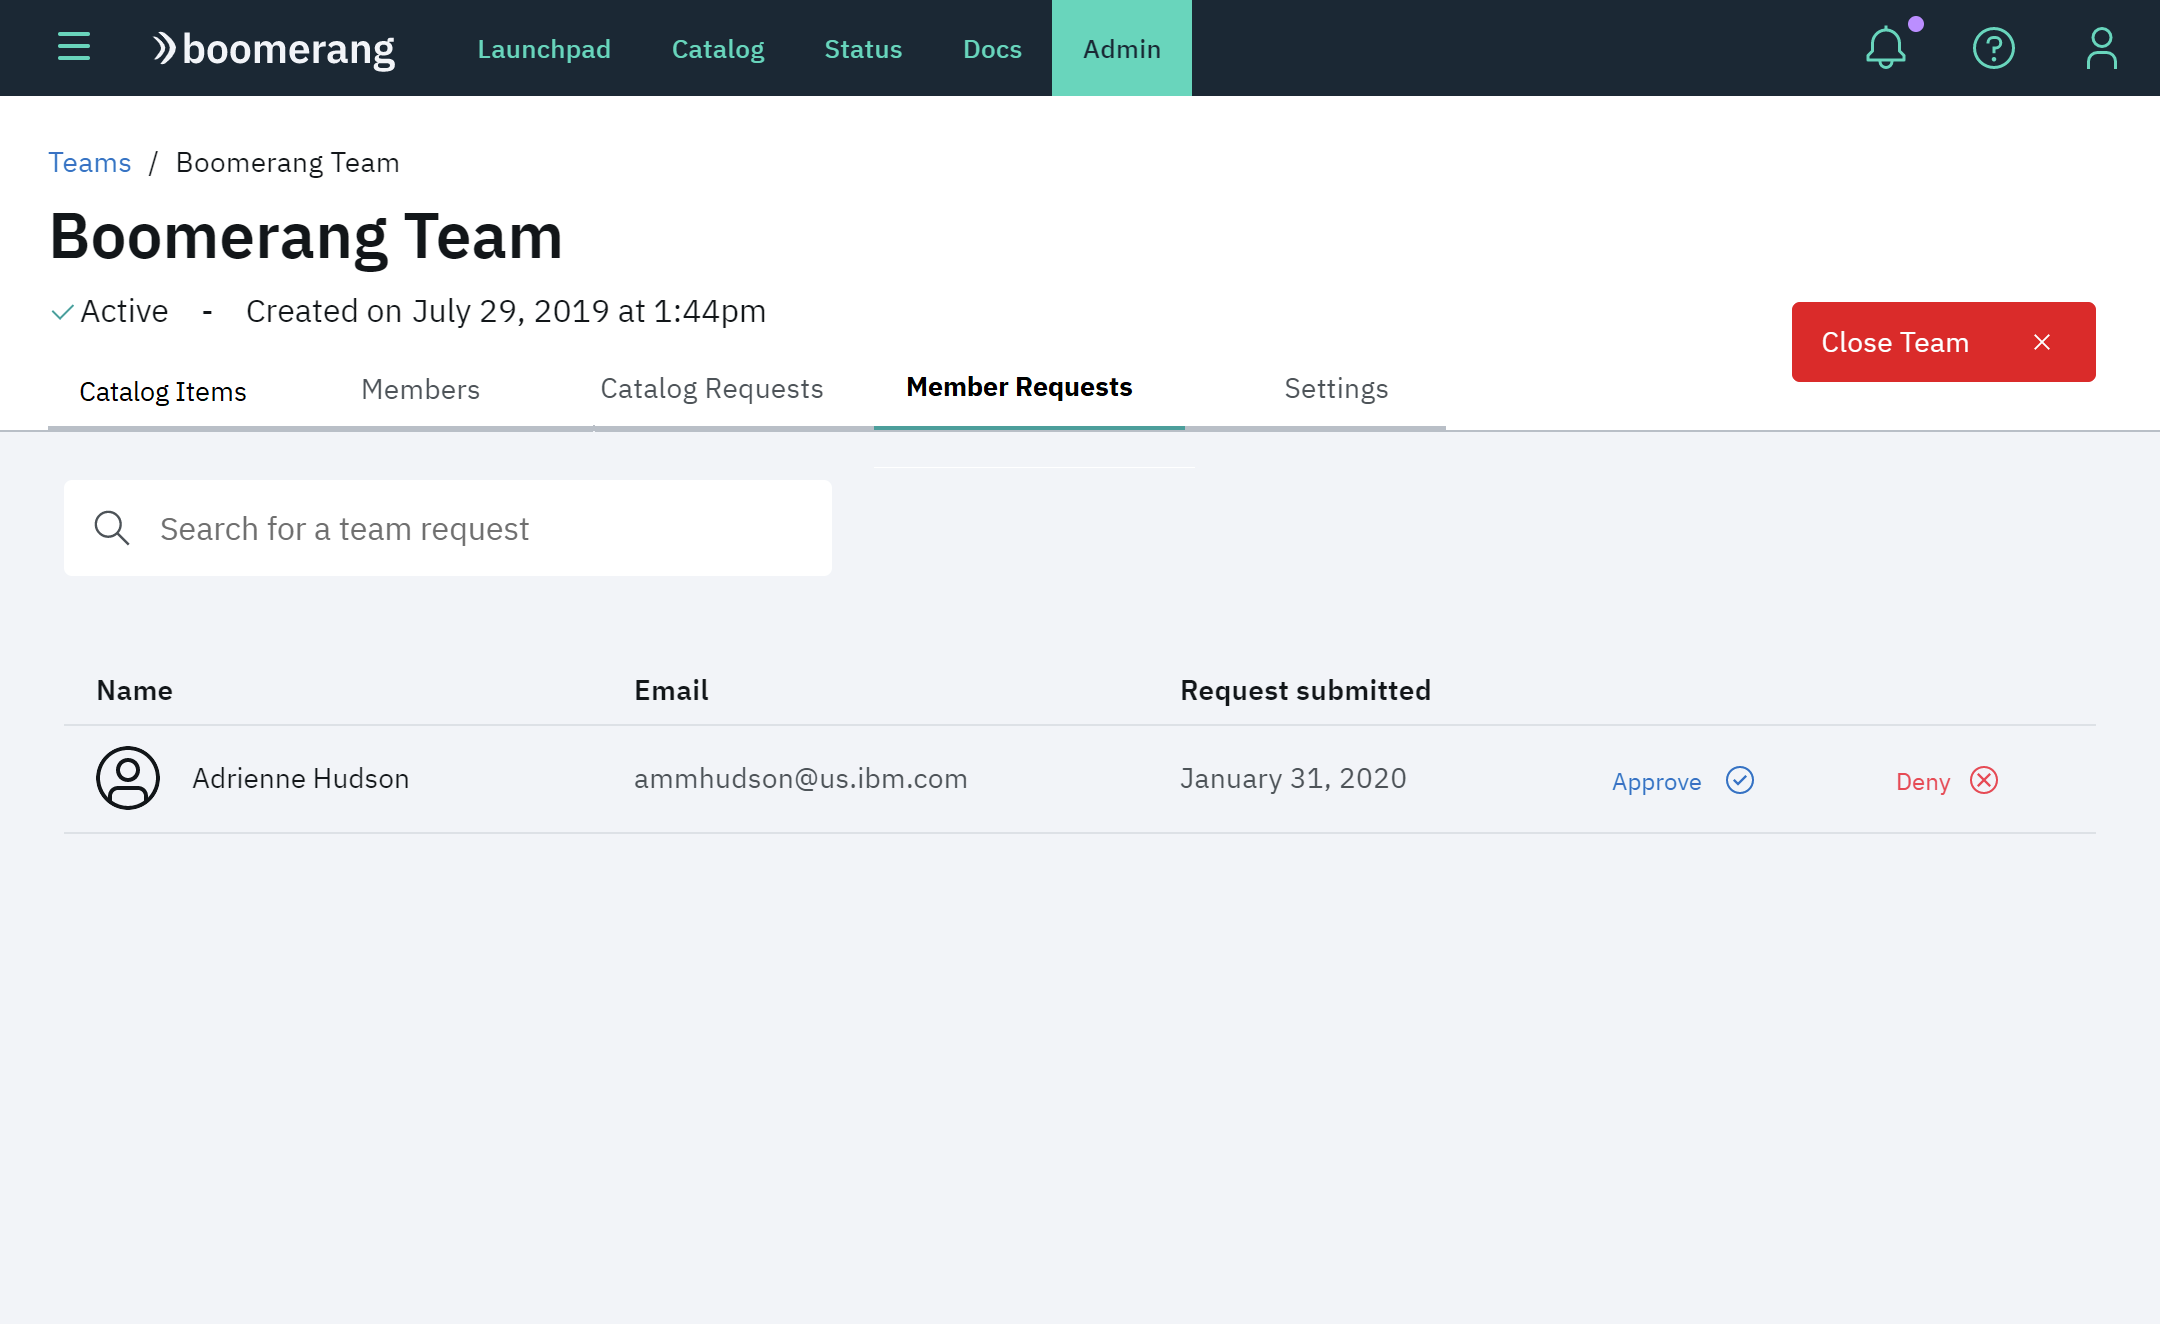 boomerang Launchpad Catalog Status Docs Admin
Teams / Boomerang Team
Boomerang Team
Active - Created on July 29, 2019 at 1:44pm
Close Team
Catalog Items Members Catalog Requests Member Requests Settings
Search for a team request
Name Email Request submitted
Adrienne Hudson ammhudson@us.ibm.com January 31, 2020 Approve Deny